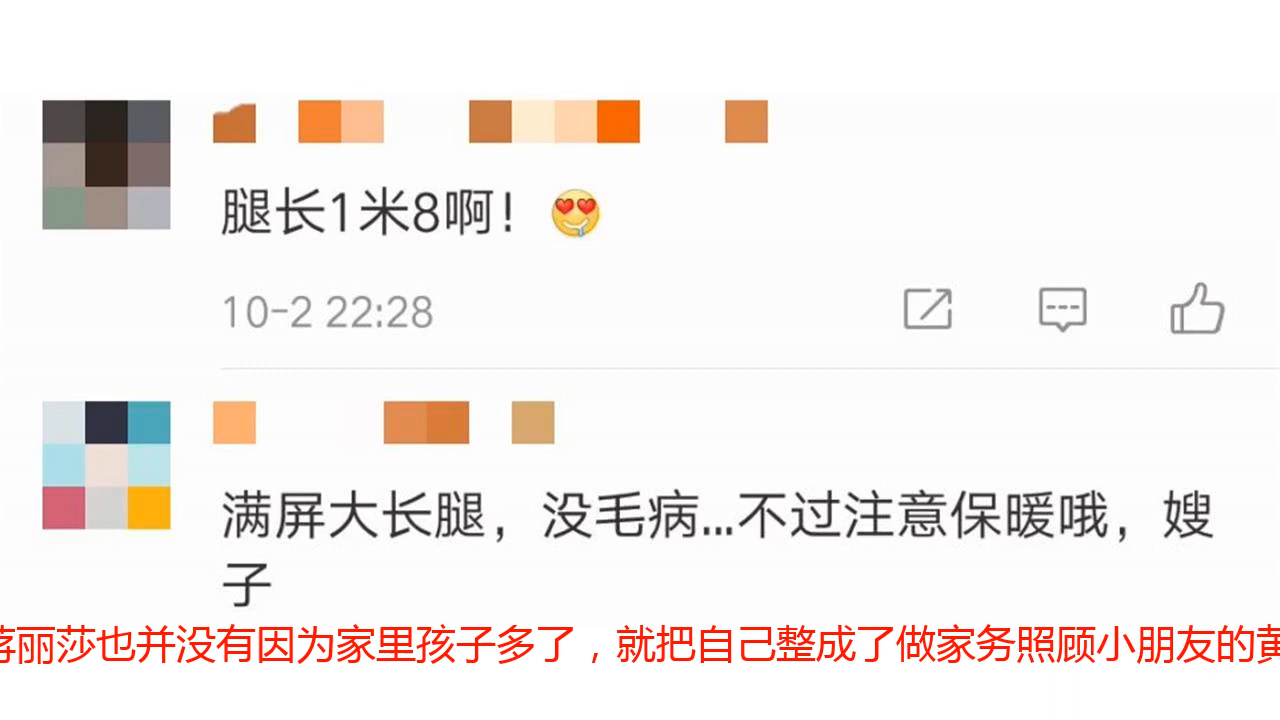 腿长1米8啊！
10-2 22:28
满屏大长腿，没毛病...不过注意保暖哦，嫂
子
丽莎也并没有因为家里孩子多了，就把自己整成了做家务照顾小朋友的黄